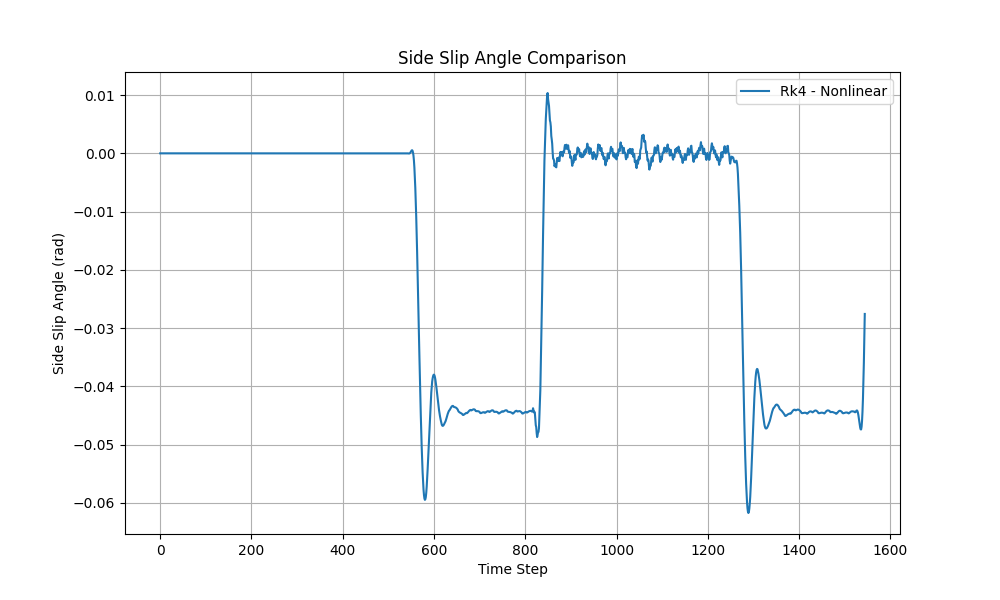 Side Slip Angle Comparison
Rk4 - Nonlinear
Side Slip Angle (rad)
0.01
0.00
−0.01
−0.02
−0.03
−0.04
−0.05
−0.06
0 200 400 600 800 1000 1200 1400 1600
Time Step